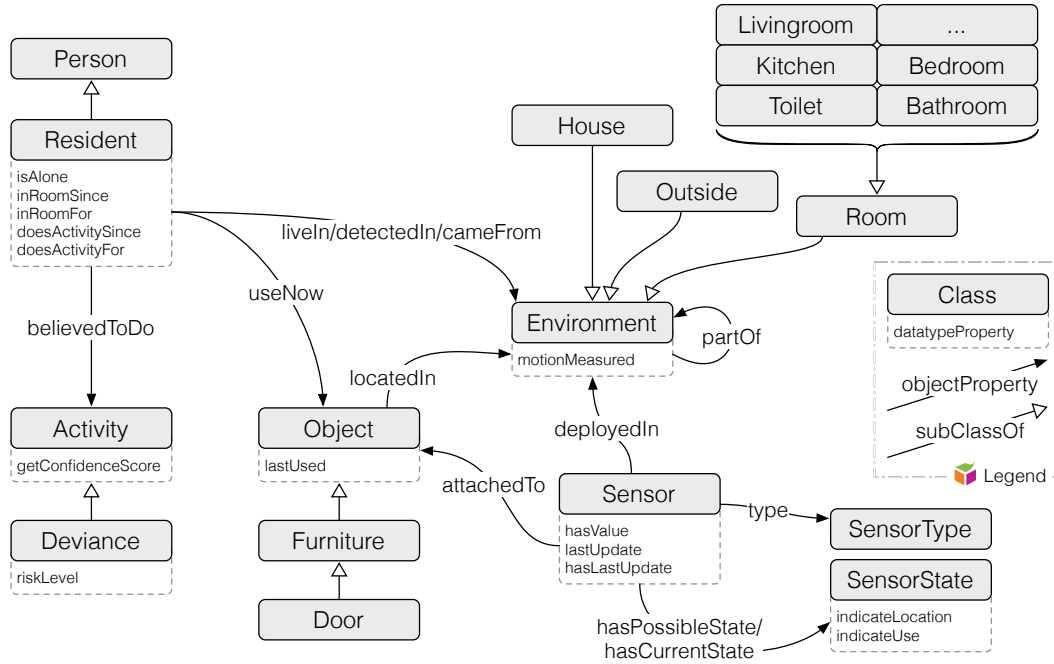 Person
Resident
isAlone
inRoomSince
inRoomFor
doesActivitySince
doesActivityFor
believedToDo
Activity
getConfidenceScore
Deviance
riskLevel
useNow
liveIn/detectedIn/cameFrom
locatedIn
Object
lastUsed
Furniture
Door
House
Outside
Livingroom
...
Kitchen
Bedroom
Toilet
Bathroom
Room
Environment
motionMeasured
partOf
deployedIn
attachedTo
Sensor
hasValue
lastUpdate
hasLastUpdate
type
SensorType
SensorState
indicateLocation
indicateUse
hasPossibleState/
hasCurrentState
Class
datatypeProperty
objectProperty
subClassOf
Legend